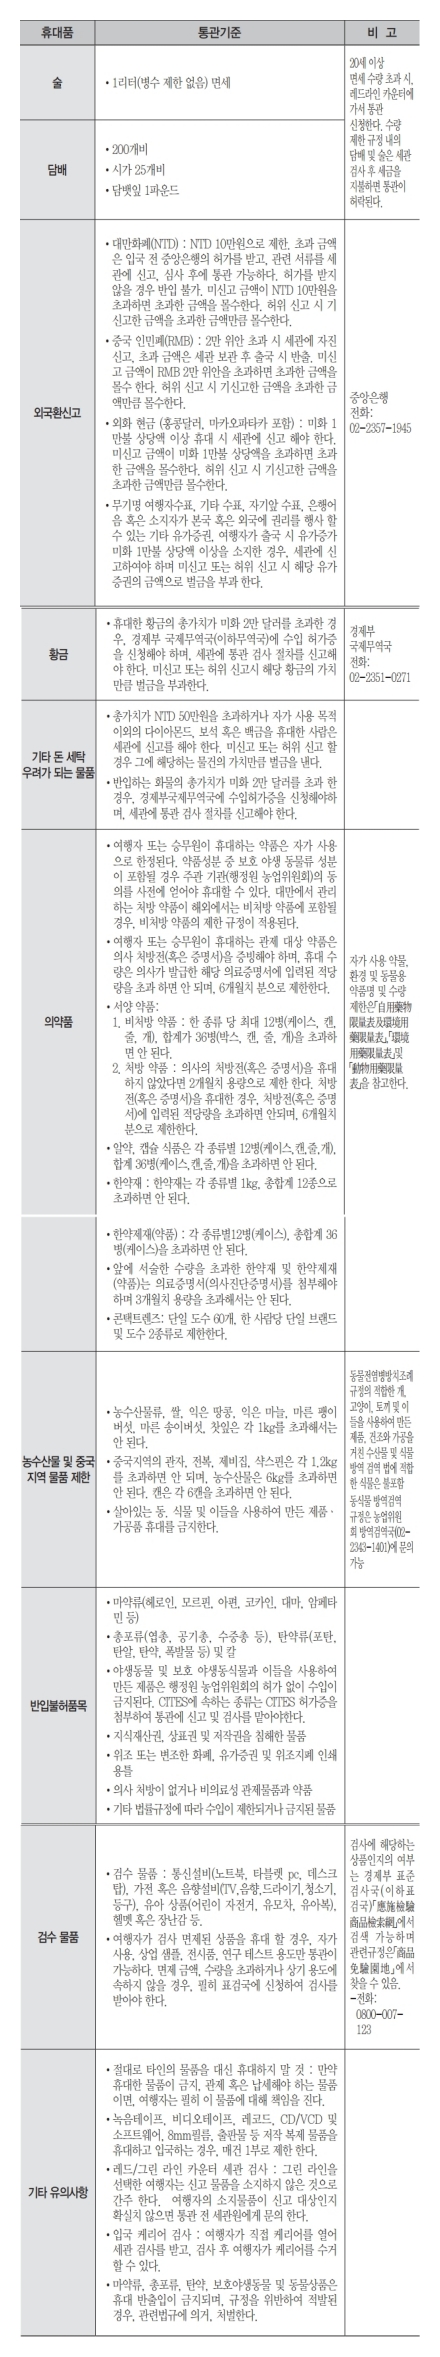 휴대품
통관기준
비 고
술
• 1리터(병수 제한 없음) 면세
20세 이상
면세 수량 초과 시,
레드라인 카운터에
가서 통관
신청한다. 수량
제한 규정 내의
담배 및 술은 세관
검사 후 세금을
지불하면 통관이
허락된다.
담배
• 200개비
• 시가 25개비
• 담뱃잎 1파운드
외국환신고
• 대만화폐(NTD) : NTD 10만원으로 제한. 초과 금액
은 입국 전 중앙은행의 허가를 받고, 관련 서류를 세
관에 신고, 심사 후에 통관 가능하다. 허가를 받지
않을 경우 반입 불가. 미신고 금액이 NTD 10만원을
초과하면 초과한 금액을 몰수한다. 허위 신고 시 기
신고한 금액을 초과한 금액만큼 몰수한다.
• 중국 인민폐(RMB) : 2만 위안 초과 시 세관에 자진
신고, 초과 금액은 세관 보관 후 출국 시 반출. 미신
고 금액이 RMB 2만 위안을 초과하면 초과한 금액을
몰수 한다. 허위 신고 시 기신고한 금액을 초과한 금
액만큼 몰수한다.
• 외화 현금 (홍콩달러, 마카오파타카 포함) : 미화 1
만불 상당액 이상 휴대 시 세관에 신고 해야 한다.
미신고 금액이 미화 1만불 상당액을 초과하면 초과
한 금액을 몰수한다. 허위 신고 시 기신고한 금액을
초과한 금액만큼 몰수한다.
• 무기명 여행자수표, 기타 수표, 자기앞 수표, 은행어
음 혹은 소지자가 본국 혹은 외국에 권리를 행사 할
수 있는 기타 유가증권, 여행자가 출국 시 유가증가
미화 1만불 상당액 이상을 소지한 경우, 세관에 신
고하여야 하며 미신고 또는 허위 신고 시 해당 유가
증권의 금액으로 벌금을 부과 한다.
중앙은행
전화:
02-2357-1945
황금
• 휴대한 황금의 총가치가 미화 2만 달러를 초과한 경
우, 경제부 국제무역국(이하무역국)에 수입 허가증
을 신청해야 하며, 세관에 통관 검사 절차를 신고해
야 한다. 미신고 또는 허위 신고시 해당 황금의 가치
만큼 벌금을 부과한다.
경제부
국제무역국
전화:
02-2351-0271
기타 돈 세탁
우려가 되는 물품
• 총가치가 NTD 50만원을 초과하거나 자가 사용 목적
이외의 다이아몬드, 보석 혹은 백금을 휴대한 사람은
세관에 신고를 해야 한다. 미신고 또는 허위 신고 할
경우 그에 해당하는 물건의 가치만큼 벌금을 낸다.
• 반입하는 화물의 총가치가 미화 2만 달러를 초과 한
경우, 경제부국제무역국에 수입허가증을 신청해야하
며, 세관에 통관 검사 절차를 신고해야 한다.
의약품
• 여행자 또는 승무원이 휴대하는 약품은 자가 사용
으로 한정된다. 약품성분 중 보호 야생 동물류 성분
이 포함될 경우 주관 기관(행정원 농업위원회)의 동
의를 사전에 얻어야 휴대할 수 있다. 대만에서 관리
하는 처방 약품이 해외에서는 비처방 약품에 포함될
경우, 비처방 약품의 제한 규정이 적용된다.
• 여행자 또는 승무원이 휴대하는 관제 대상 약품은
의사 처방전(혹은 증명서)을 증빙해야 하며, 휴대 수
량은 의사가 발급한 해당 의료증명서에 입력된 적당
량을 초과 하면 안 되며, 6개월치 분으로 제한한다.
• 서양 약품:
1. 비처방 약품 : 한 종류 당 최대 12병(케이스, 캔,
줄, 개), 합계가 36병(박스, 캔, 줄, 개)을 초과하
면 안 된다.
2. 처방 약품 : 의사의 처방전(혹은 증명서)을 휴대
하지 않았다면 2개월치 용량으로 제한 한다. 처방
전(혹은 증명서)을 휴대한 경우, 처방전(혹은 증명
서)에 입력된 적당량을 초과하면 안되며, 6개월치
분으로 제한한다.
• 알약, 캡슐 식품은 각 종류별 12병(케이스,캔,줄,개),
합계 36병(케이스,캔,줄,개)을 초과하면 안 된다.
• 한약재 : 한약재는 각 종류별 1kg, 총합계 12종으로
초과하면 안 된다.
자가 사용 약물,
환경 및 동물용
약품명 및 수량
제한은「自用藥物
限量表及環境用
藥限量表」,「環境
用藥限量表」및
「動物用藥限量
表」을 참고한다.
• 한약재재(약품) : 각 종류별12병(케이스), 총합계 36
병(케이스)을 초과하면 안 된다.
• 앞에 서술한 수량을 초과한 한약재 및 한약재재
(약품)는 의료증명서(의사진단증명서)를 첨부해야
하며 3개월치 용량을 초과해서는 안 된다.
• 콘택트렌즈: 단일 도수 60개, 한 사람당 단일 브랜드
및 도수 2종류로 제한한다.
농수산물 및 중국
지역 물품 제한
• 농수산물류, 쌀, 익은 땅콩, 익은 마늘, 마른 팽이
버섯, 마른 송이버섯, 찻잎은 각 1kg를 초과해서는
안 된다.
• 중국지역의 관자, 전복, 제비집, 샥스핀은 각 1.2kg
를 초과하면 안 되며, 농수산물은 6kg를 초과하면
안 된다. 캔은 각 6캔을 초과하면 안 된다.
• 살아있는 동, 식물 및 이들을 사용하여 만든 제품 ·
가공품 휴대를 금지한다.
동물전염병방치조례
규정의 적합한 개,
고양이, 토끼 및 이
들을 사용하여 만든
제품, 건조와 가공을
거친 수산물 및 식물
방역 검역 법에 적합
한 식물은 불포함
동식물 방역검역
규정은 농업위원
회 방역검역국(02-
2343-1401)에 문의
가능
반입불허품목
• 마약류(헤로인, 모르핀, 아편, 코카인, 대마, 암페타
민 등)
• 총포류(엽총, 공기총, 수중총 등), 탄약류(포탄,
탄알, 탄약, 폭발물 등) 및 칼
• 야생동물 및 보호 야생동식물과 이들을 사용하여
만든 제품은 행정원 농업위원회의 허가 없이 수입이
금지된다. CITES에 속하는 종류는 CITES 허가증을
첨부하여 통관에 신고 및 검사를 맡아야한다.
• 지식재산권, 상표권 및 저작권을 침해한 물품
• 위조 또는 변조한 화폐, 유가증권 및 위조지폐 인쇄
용틀
• 의사 처방이 없거나 비의료성 관제물품과 약품
• 기타 법률규정에 따라 수입이 제한되거나 금지된 물품
검수 물품
• 검수 물품 : 통신설비(노트북, 타블렛 pc, 데스크
탑), 가전 혹은 음향설비(TV,음향,드라이기,청소기,
등구), 유아 상품(어린이 자전거, 유모차, 유아복),
헬멧 혹은 장난감 등.
• 여행자가 검사 면제된 상품을 휴대 할 경우, 자가
사용, 상업 샘플, 전시품, 연구 테스트 용도만 통관이
가능하다. 면제 금액, 수량을 초과하거나 상기 용도에
속하지 않을 경우, 필히 표검국에 신청하여 검사를
받아야 한다.
검사에 해당하는
상품인지의 여부
는 경제부 표준
검사국(이하표
검국)「應施檢驗
商品檢索網」에서
검색 가능하며
관련규정은「商品
免驗園地」에서
찾을 수 있음.
-전화:
0800-007-
123
기타 유의사항
• 절대로 타인의 물품을 대신 휴대하지 말 것 : 만약
휴대한 물품이 금지, 관제 혹은 납세해야 하는 물품
이면, 여행자는 필히 이 물품에 대해 책임을 진다.
• 녹음테이프, 비디오테이프, 레코드, CD/VCD 및
소프트웨어, 8mm필름, 출판물 등 저작 복제 물품을
휴대하고 입국하는 경우, 매건 1부로 제한 한다.
• 레드/그린 라인 카운터 세관 검사 : 그린 라인을
선택한 여행자는 신고 물품을 소지하지 않은 것으로
간주 한다. 여행자의 소지물품이 신고 대상인지
확실치 않으면 통관 전 세관원에게 문의 한다.
• 입국 케리어 검사 : 여행자가 직접 케리어를 열어
세관 검사를 받고, 검사 후 여행자가 케리어를 수거
할 수 있다.
• 마약류, 총포류, 탄약, 보호야생동물 및 동물상품은
휴대 반출입이 금지되며, 규정을 위반하여 적발된
경우, 관련법규에 의거, 처벌한다.